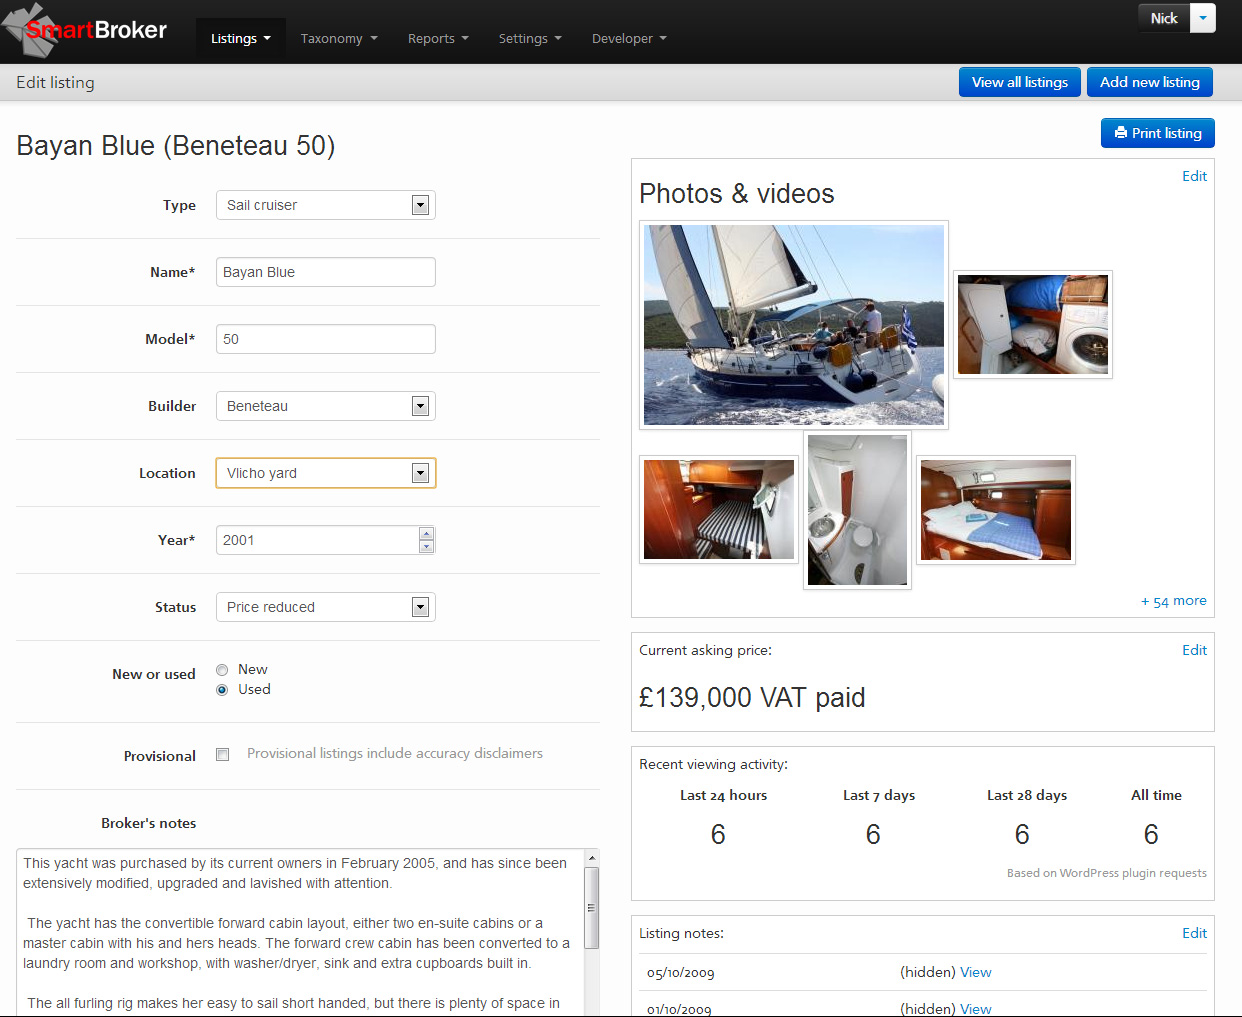 SmartBroker
Listings
Taxonomy
Reports
Settings
Developer
Nick
Edit listing
View all listings
Add new listing
Print listing
Bayan Blue (Beneteau 50)
Type
Sail cruiser
Name*
Bayan Blue
Model*
50
Builder
Beneteau
Location
Vlicho yard
Year*
2001
Status
Price reduced
New or used
New
Used
Provisional
Provisional listings include accuracy disclaimers
Broker's notes
This yacht was purchased by its current owners in February 2005, and has since been
extensively modified, upgraded and lavished with attention.
The yacht has the convertible forward cabin layout, either two en-suite cabins or a
master cabin with his and hers heads. The forward crew cabin has been converted to a
laundry room and workshop, with washer/dryer, sink and extra cupboards built in.
The all furling rig makes her easy to sail short handed, but there is plenty of space in
Edit
Photos & videos
+ 54 more
Current asking price:
Edit
£139,000 VAT paid
Recent viewing activity:
Last 24 hours
Last 7 days
Last 28 days
All time
6
6
6
6
Based on WordPress plugin requests
Listing notes:
Edit
05/10/2009
(hidden) View
01/10/2009
(hidden) View